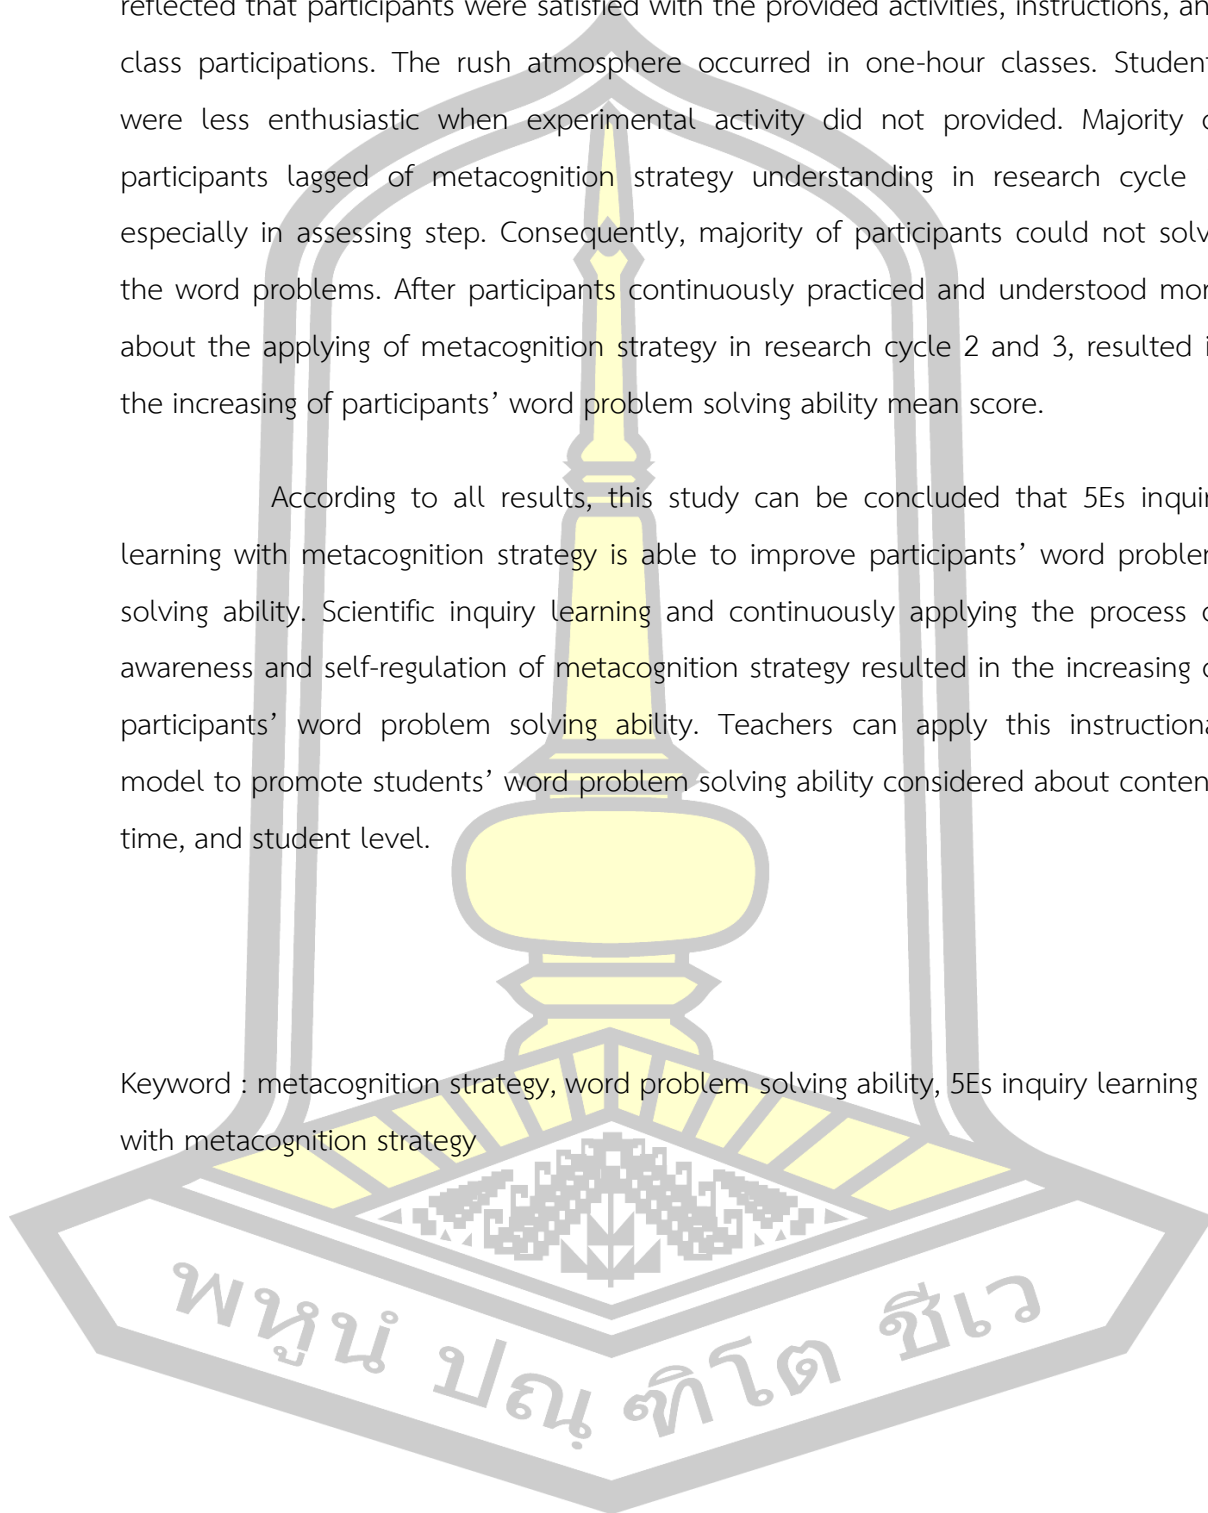 reflected that participants were satisfied with the provided activities, instructions, an
class participations. The rush atmosphere occurred in one-hour classes. Student
were less enthusiastic when experimental activity did not provided. Majority o
participants lagged of metacognition strategy understanding in research cycle
especially in assessing step. Consequently, majority of participants could not solv
the word problems. After participants continuously practiced and understood mor
about the applying of metacognition strategy in research cycle 2 and 3, resulted i
the increasing of participants’ word problem solving ability mean score.
According to all results, this study can be concluded that 5Es inquir
learning with metacognition strategy is able to improve participants’ word problem
solving ability. Scientific inquiry learning and continuously applying the process o
awareness and self-regulation of metacognition strategy resulted in the increasing o
participants’ word problem solving ability. Teachers can apply this instructiona
model to promote students’ word problem solving ability considered about conten
time, and student level.
Keyword : metacognition strategy, word problem solving ability, 5Es inquiry learning
with metacognition strategy
พหูนํ ปณฺฑิโต ชีเว